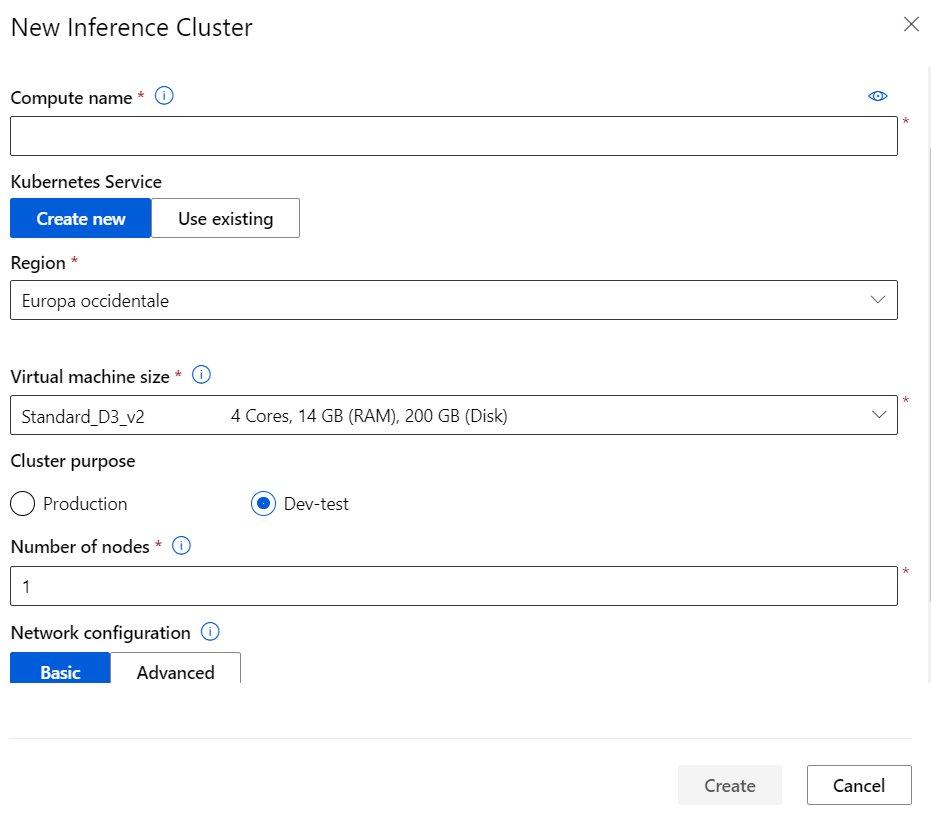 New Inference Cluster
Compute name *
*
Kubernetes Service
Create new Use existing
Region *
Europa occidentale
Virtual machine size *
*
Standard_D3_v2 4 Cores, 14 GB (RAM), 200 GB (Disk)
Cluster purpose
Production Dev-test
Number of nodes *
*
1
Network configuration
Basic Advanced
Create Cancel